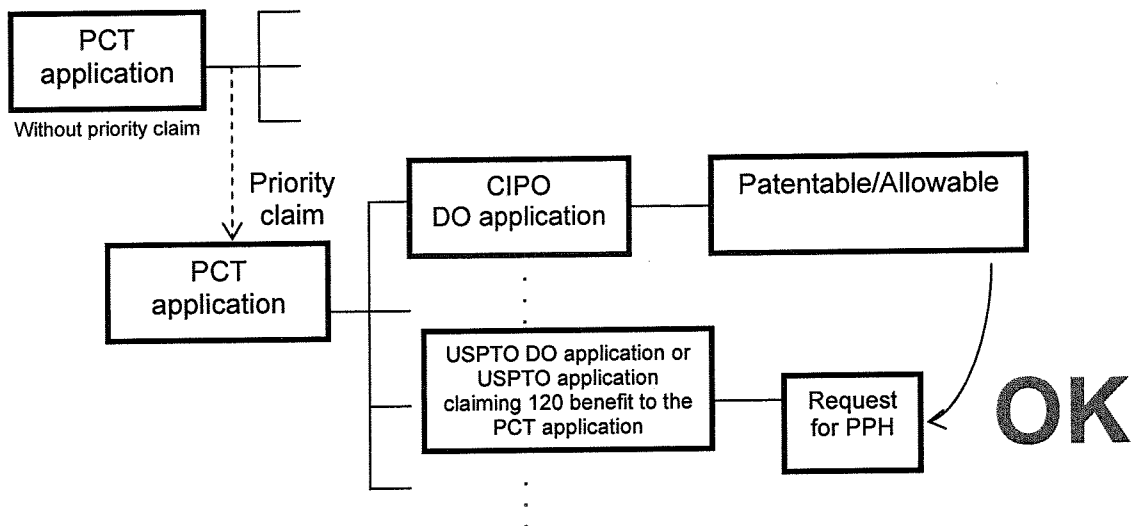 PCT
application
Without priority claim
Priority
claim
PCT
application
CIPO
DO application
Patentable/Allowable
USPTO DO application or
USPTO application
claiming 120 benefit to the
PCT application
Request
for PPH
OK